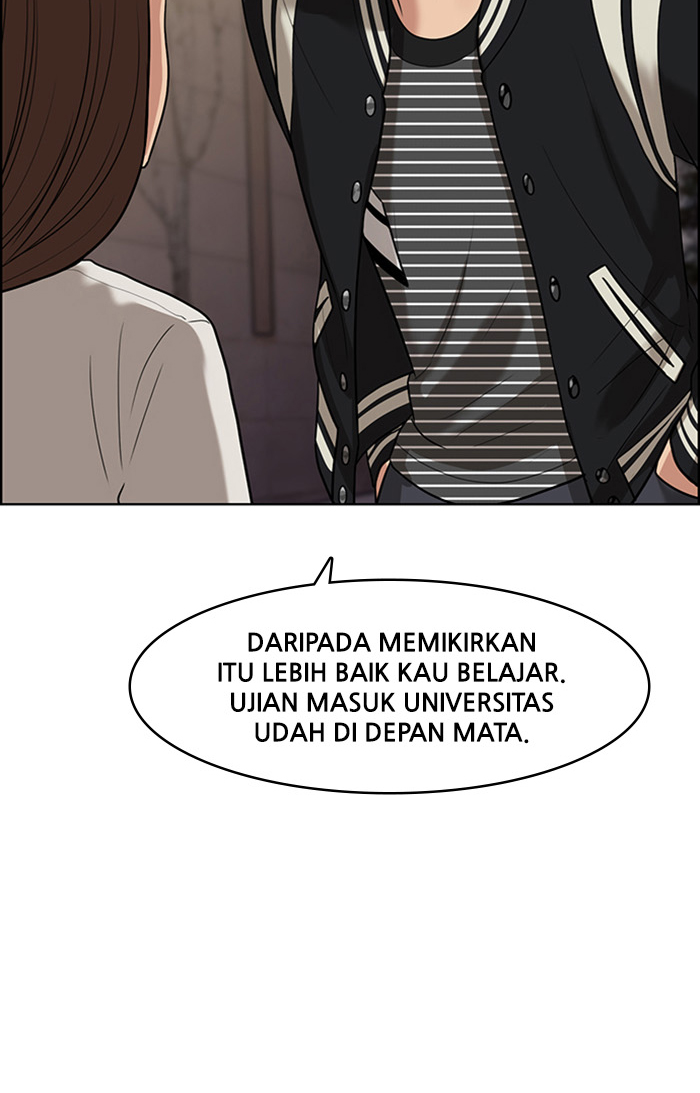 DARIPADA MEMIKIRKAN
ITU LEBIH BAIK KAU BELAJAR.
UJIAN MASUK UNIVERSITAS
UDAH DI DEPAN MATA.